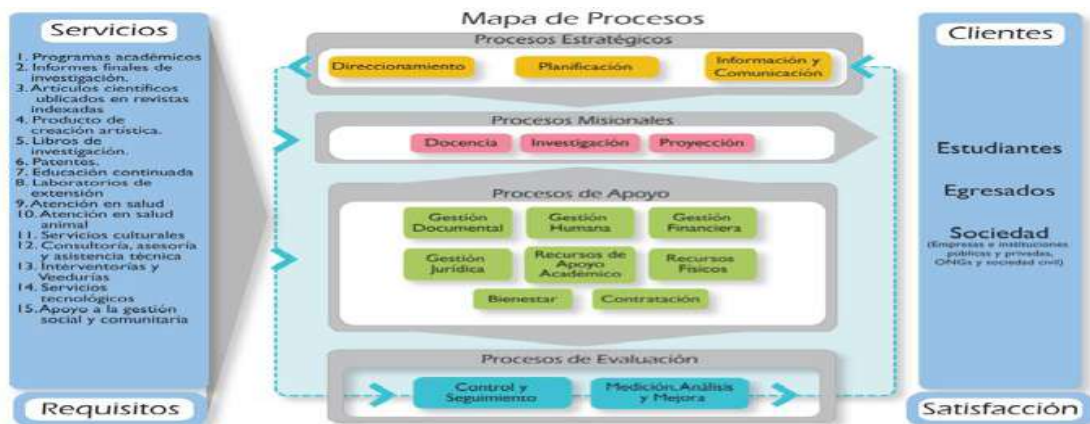 Mapa de Procesos
Servicios
1. Programas académicos
2. Informes finales de
investigación.
3. Artículos científicos
ublicados en revistas
indexadas
4. Producto de
creación artística.
5. Libros de
investigación.
6. Patentes.
7. Educación continuada
8. Laboratorios de
extensión
9. Atención en salud
10. Atención en salud
animal
11. Servicios culturales
12. Consultoría, asesoría
y asistencia técnica
13. Interventorías y
Veedurías
14. Servicios
tecnológicos
15. Apoyo a la gestión
social y comunitaria
Requisitos
Procesos Estratégicos
Direccionamiento
Planificación
Información y
Comunicación
Procesos Misionales
Docencia
Investigación
Proyección
Procesos de Apoyo
Gestión
Documental
Gestión
Humana
Gestión
Financiera
Gestión
Jurídica
Recursos de
Apoyo
Académico
Recursos
Físicos
Bienestar
Contratación
Procesos de Evaluación
Control y
Seguimiento
Medición, Análisis
y Mejora
Clientes
Estudiantes
Egresados
Sociedad
(Empresas e instituciones
públicas y privadas,
ONGs y sociedad civil)
Satisfacción